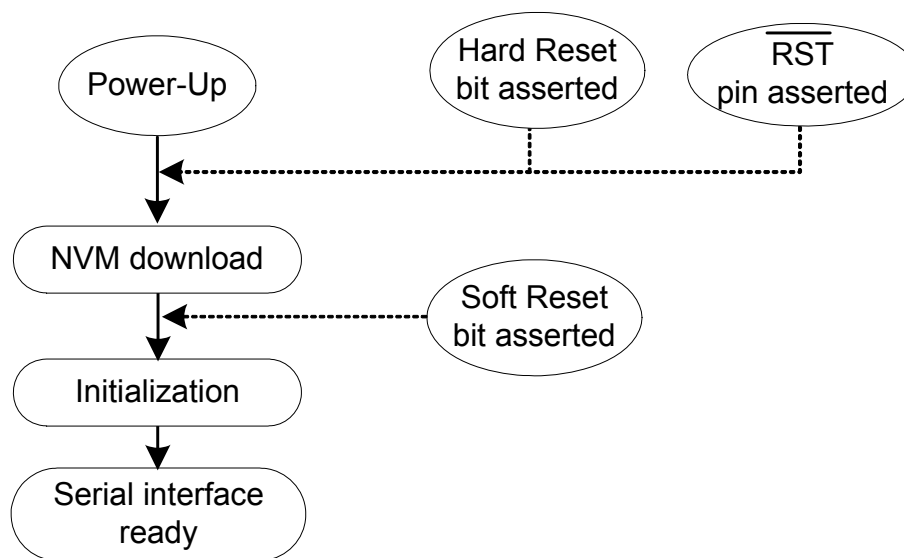 Power-Up
Hard Reset
bit asserted
RST
pin asserted
NVM download
Soft Reset
bit asserted
Initialization
Serial interface
ready